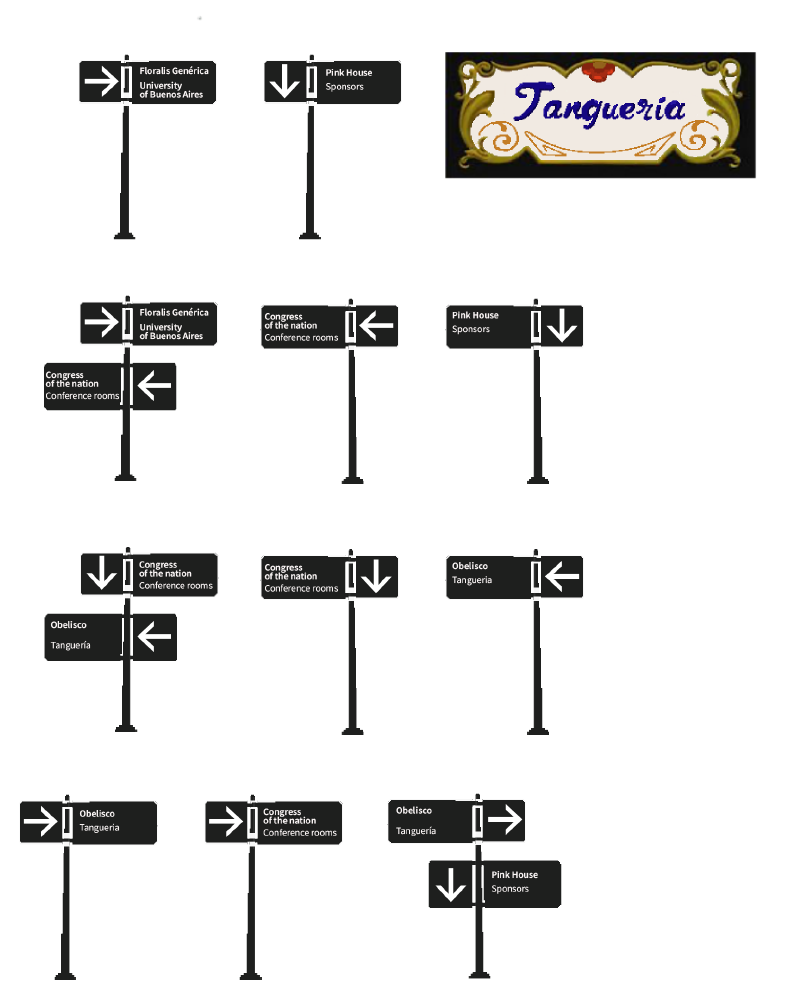 Floralis Genérica
University
of Buenos Aires
Pink House
Sponsors
Tangueria
Floralis Genérica
University
of Buenos Aires
Congress
of the nation
Conference rooms
Congress
of the nation
Conference rooms
Pink House
Sponsors
Congress
of the nation
Conference rooms
Obelisco
Tanguería
Congress
of the nation
Conference rooms
Obelisco
Tangueria
Obelisco
Tangueria
Congress
of the nation
Conference rooms
Obelisco
Tanguería
Pink House
Sponsors